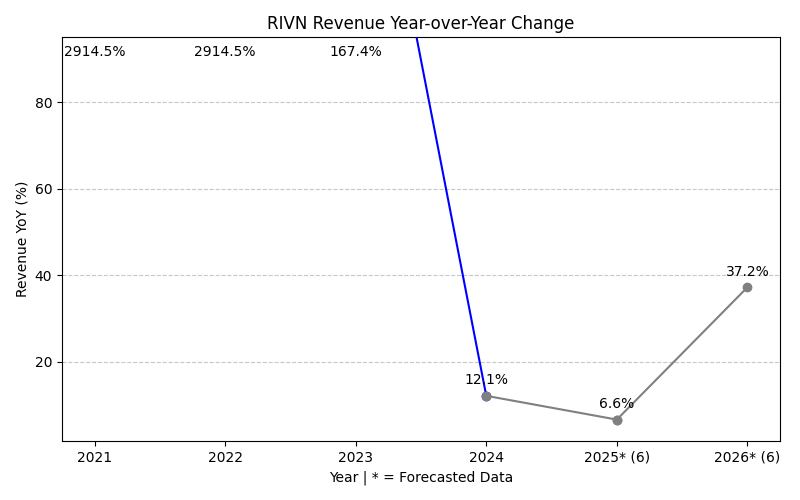 RIVN Revenue Year-over-Year Change
2914.5% 2914.5% 167.4%
80
60
40
20
37.2%
12.1%
6.6%
Revenue YoY (%)
2021 2022 2023 2024 2025* (6) 2026* (6)
Year | * = Forecasted Data